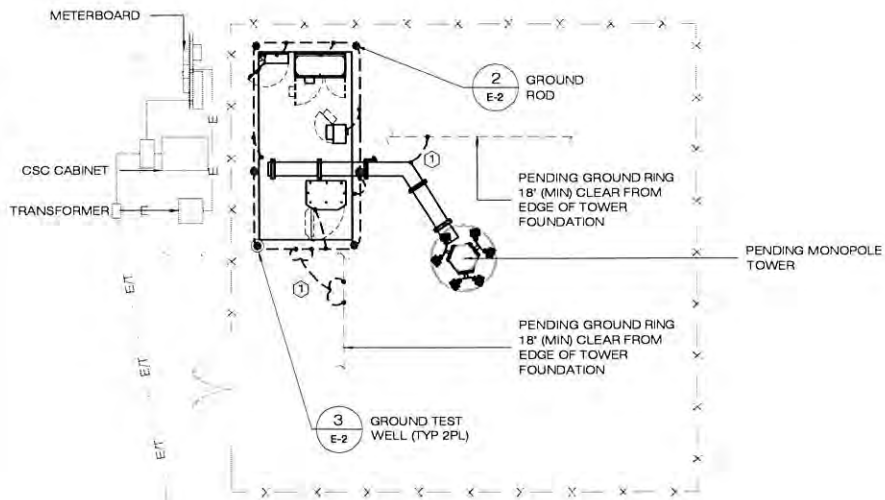 METERBOARD
2
E-2
GROUND
ROD
1
PENDING GROUND RING
18' (MIN) CLEAR FROM
EDGE OF TOWER
FOUNDATION
CSC CABINET
TRANSFORMER
E
E
E
E
PENDING MONOPOLE
TOWER
1
PENDING GROUND RING
18' (MIN) CLEAR FROM
EDGE OF TOWER
FOUNDATION
E/T
E/T
E/T
E/T
3
E-2
GROUND TEST
WELL (TYP 2PL)